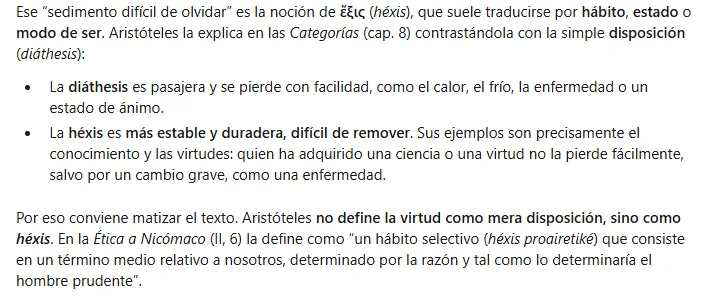 Ese “sedimento difícil de olvidar” es la noción de ἕξις (héxis), que suele traducirse por hábito, estado o
modo de ser. Aristóteles la explica en las Categorías (cap. 8) contrastándola con la simple disposición
(diáthesis):
• La diáthesis es pasajera y se pierde con facilidad, como el calor, el frío, la enfermedad o un
estado de ánimo.
• La héxis es más estable y duradera, difícil de remover. Sus ejemplos son precisamente el
conocimiento y las virtudes: quien ha adquirido una ciencia o una virtud no la pierde fácilmente,
salvo por un cambio grave, como una enfermedad.
Por eso conviene matizar el texto. Aristóteles no define la virtud como mera disposición, sino como
héxis. En la Ética a Nicómaco (II, 6) la define como “un hábito selectivo (héxis proairetiké) que consiste
en un término medio relativo a nosotros, determinado por la razón y tal como lo determinaría el
hombre prudente”.